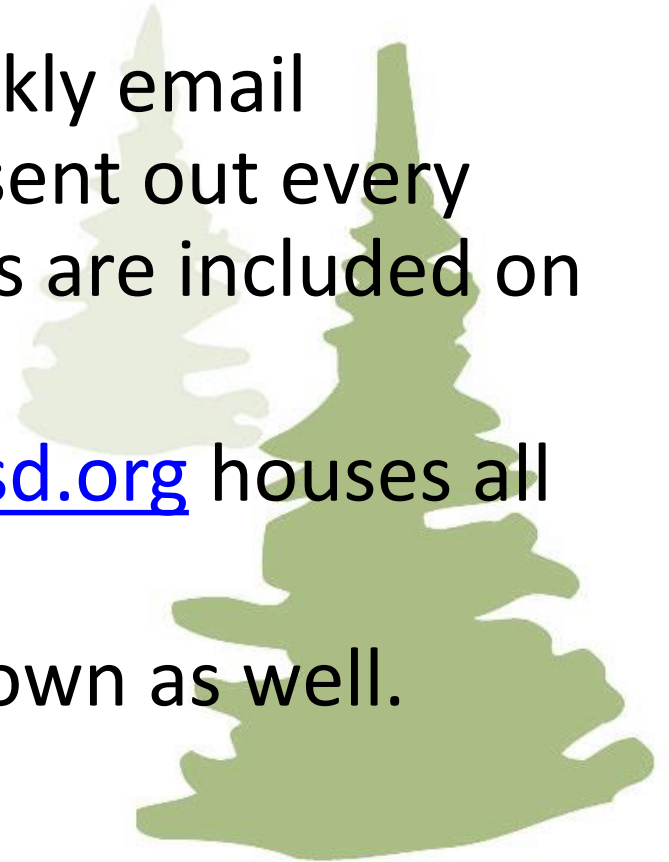 kly email
sent out every
s are included on
sd.org houses all
own as well.